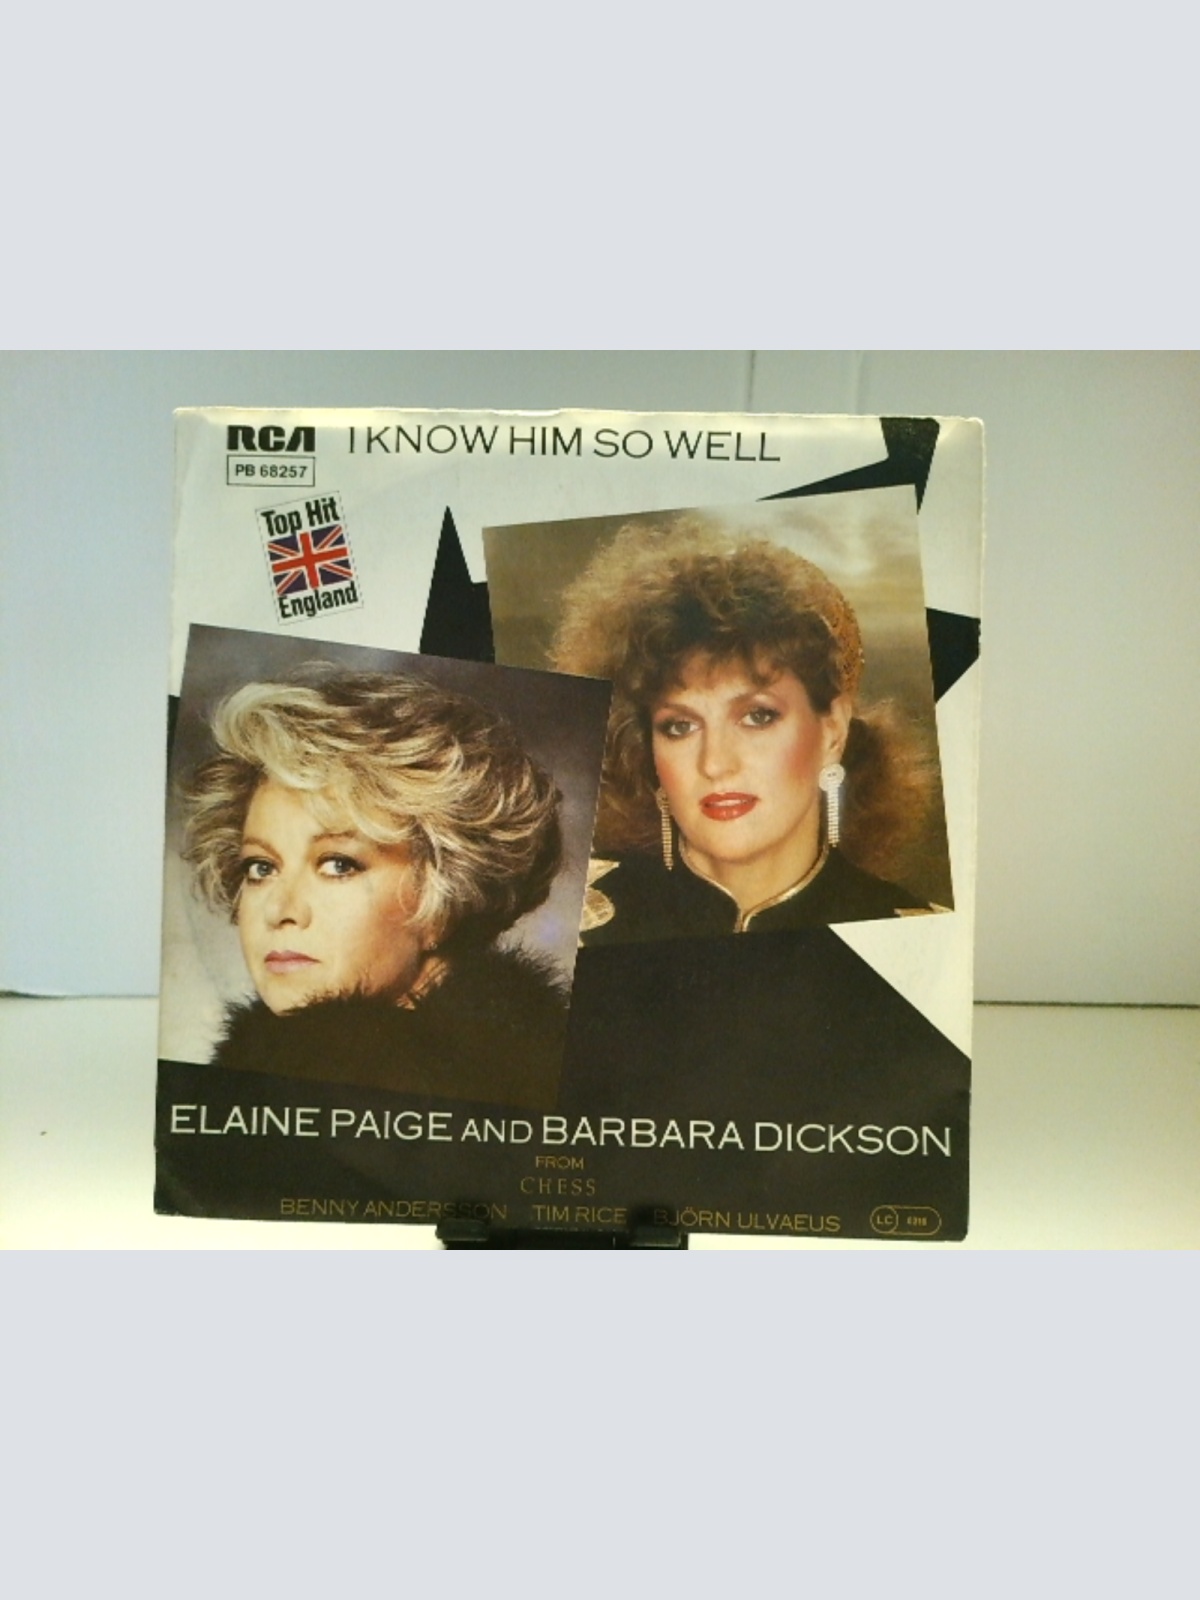 RCA I KNOW HIM SO WELL
PB 68257
Top Hit
England
ELAINE PAIGE AND BARBARA DICKSON
FROM
CHESS
BENNY ANDERSSON TIM RICE BJÖRN ULVAEUS
LC